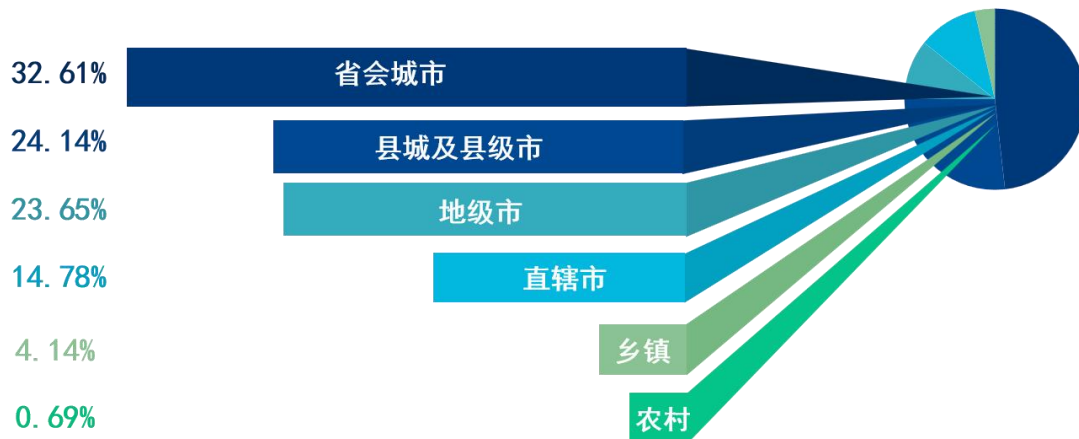 32.61% 省会城市
24.14% 县城及县级市
23.65% 地级市
14.78% 直辖市
4.14% 乡镇
0.69% 农村